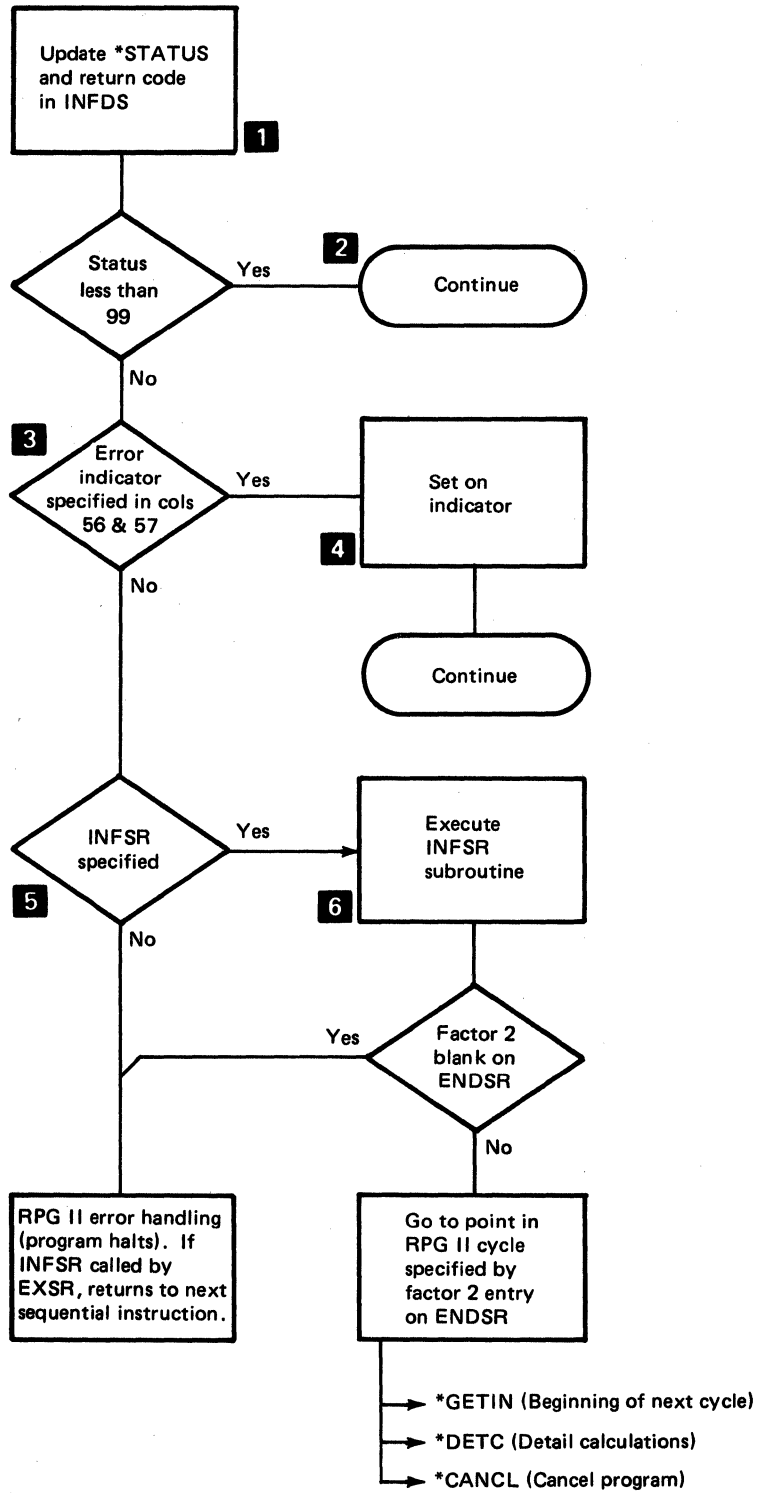 Update *STATUS
and return code
in INFDS
1
Status
less than
99
Yes
2
Continue
No
3
Error
indicator
specified in cols
56 & 57
Yes
Set on
indicator
4
No
Continue
INFSR
specified
Yes
5
Execute
INFSR
subroutine
6
No
Factor 2
blank on
ENDSR
Yes
No
RPG II error handling
(program halts). If
INFSR called by
EXSR, returns to next
sequential instruction.
Go to point in
RPG II cycle
specified by
factor 2 entry
on ENDSR
*GETIN (Beginning of next cycle)
*DETC (Detail calculations)
*CANCL (Cancel program)